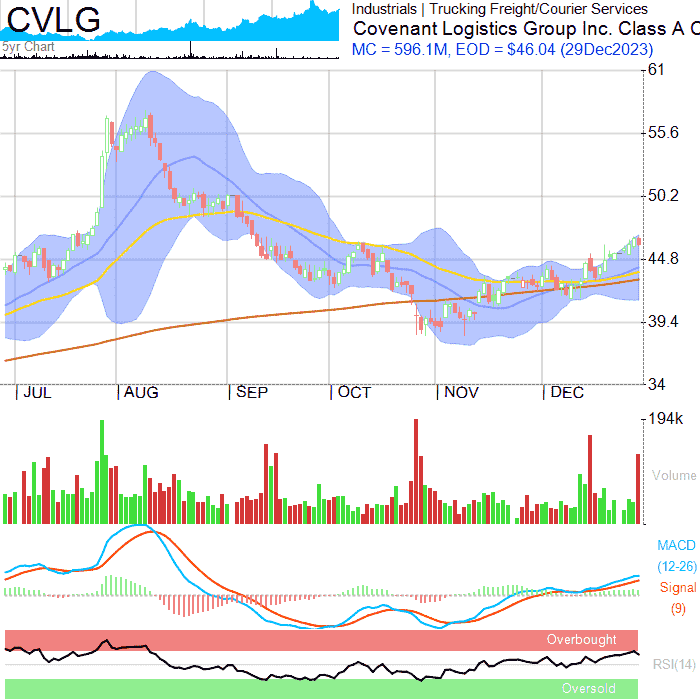 CVLG
5yr Chart
Industrials | Trucking Freight/Courier Services
Covenant Logistics Group Inc. Class A C
MC = 596.1M, EOD = $46.04 (29Dec2023)
61
55.6
50.2
44.8
39.4
34
JUL AUG SEP OCT NOV DEC
194k
Volume
MACD
(12-26)
Signal
(9)
Overbought
RSI(14)
Oversold